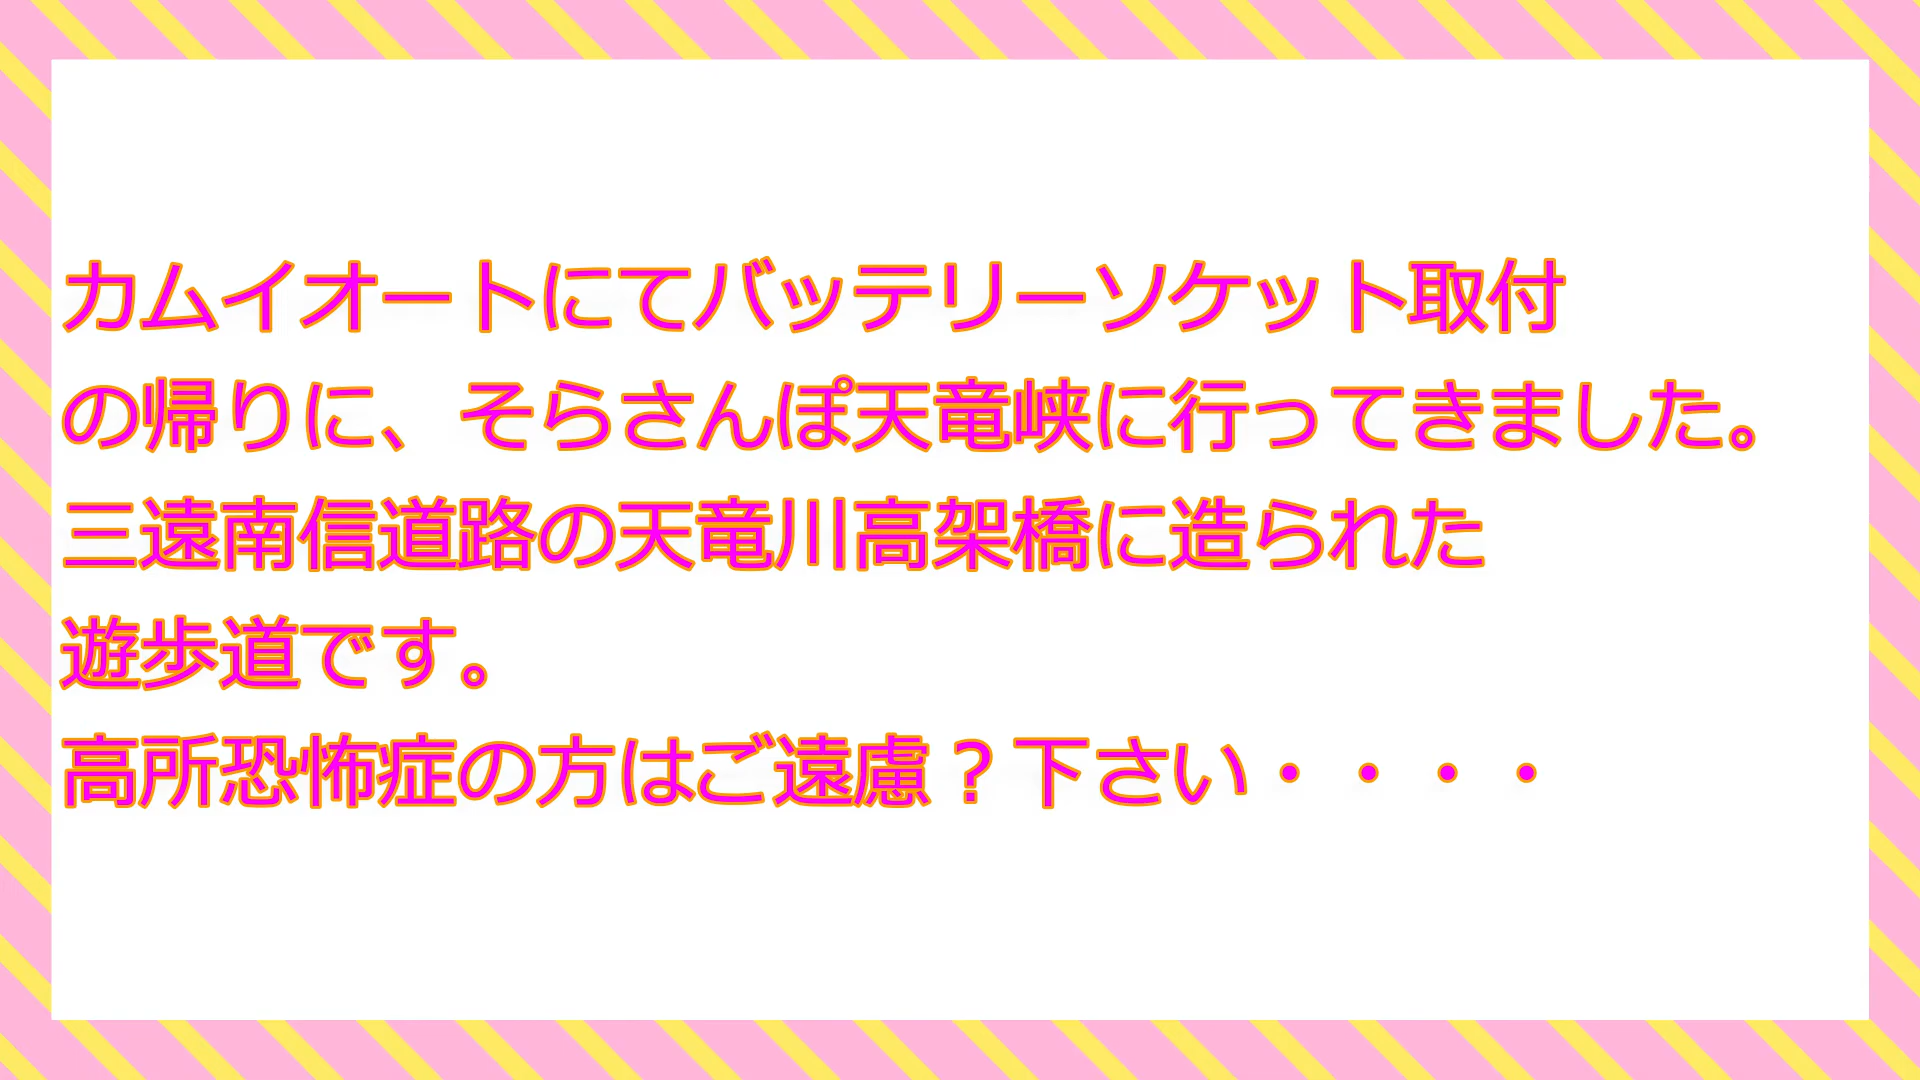 カムイオートにてバッテリーソケット取付
の帰りに、そらさんぽ天竜峡に行ってきました。
三遠南信道路の天竜川高架橋に造られた
遊歩道です。
高所恐怖症の方はご遠慮？下さい・・・・